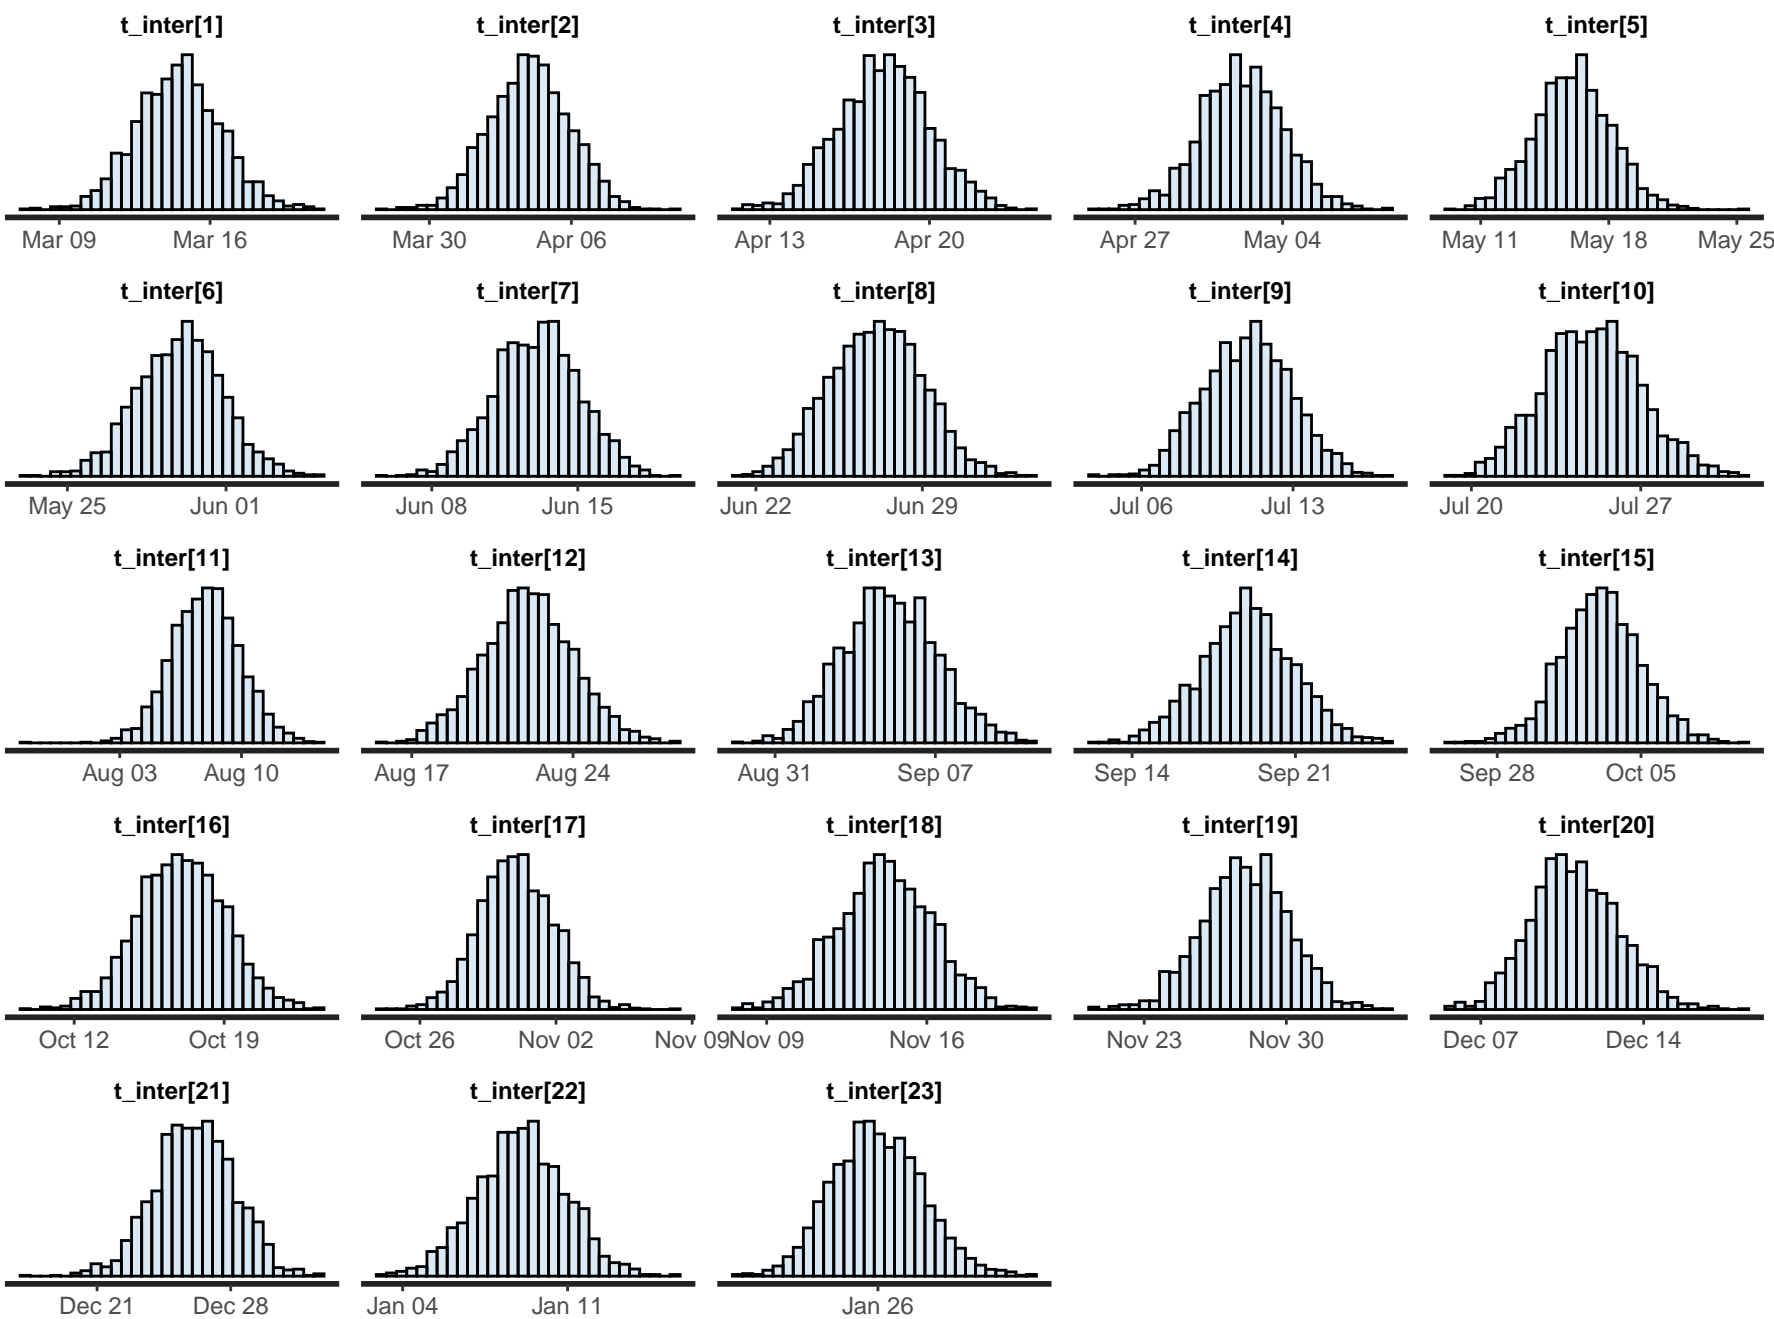 t_inter[1] t_inter[2] t_inter[3] t_inter[4] t_inter[5]
Mar 09 Mar 16 Mar 30 Apr 06 Apr 13 Apr 20 Apr 27 May 04 May 11 May 18 May 25
t_inter[6] t_inter[7] t_inter[8] t_inter[9] t_inter[10]
May 25 Jun 01 Jun 08 Jun 15 Jun 22 Jun 29 Jul 06 Jul 13 Jul 20 Jul 27
t_inter[11] t_inter[12] t_inter[13] t_inter[14] t_inter[15]
Aug 03 Aug 10 Aug 17 Aug 24 Aug 31 Sep 07 Sep 14 Sep 21 Sep 28 Oct 05
t_inter[16] t_inter[17] t_inter[18] t_inter[19] t_inter[20]
Oct 12 Oct 19 Oct 26 Nov 02 Nov 09 Nov 09 Nov 16 Nov 23 Nov 30 Dec 07 Dec 14
t_inter[21] t_inter[22] t_inter[23]
Dec 21 Dec 28 Jan 04 Jan 11 Jan 26